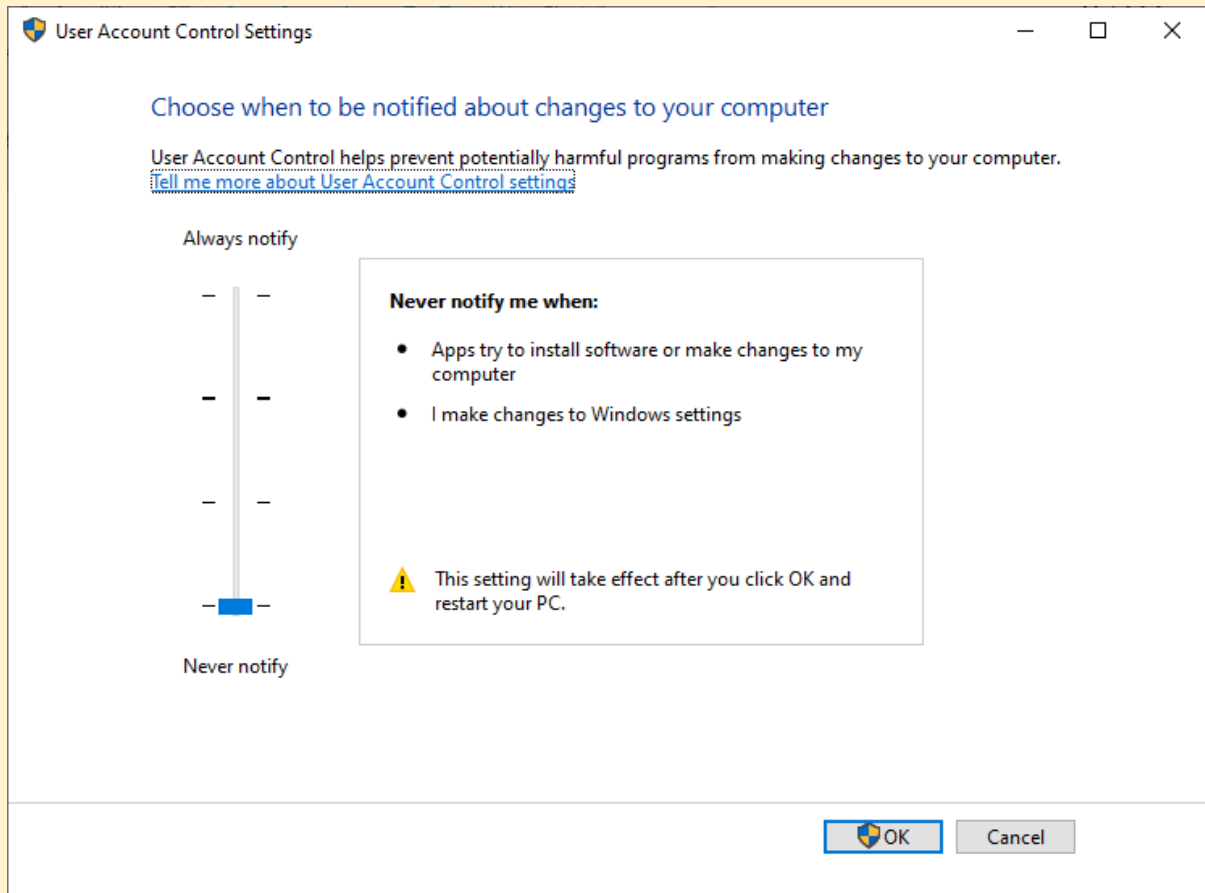 User Account Control Settings
Choose when to be notified about changes to your computer
User Account Control helps prevent potentially harmful programs from making changes to your computer.
Tell me more about User Account Control settings
Always notify
Never notify me when:
Apps try to install software or make changes to my
computer
I make changes to Windows settings
This setting will take effect after you click OK and
restart your PC.
Never notify
OK
Cancel